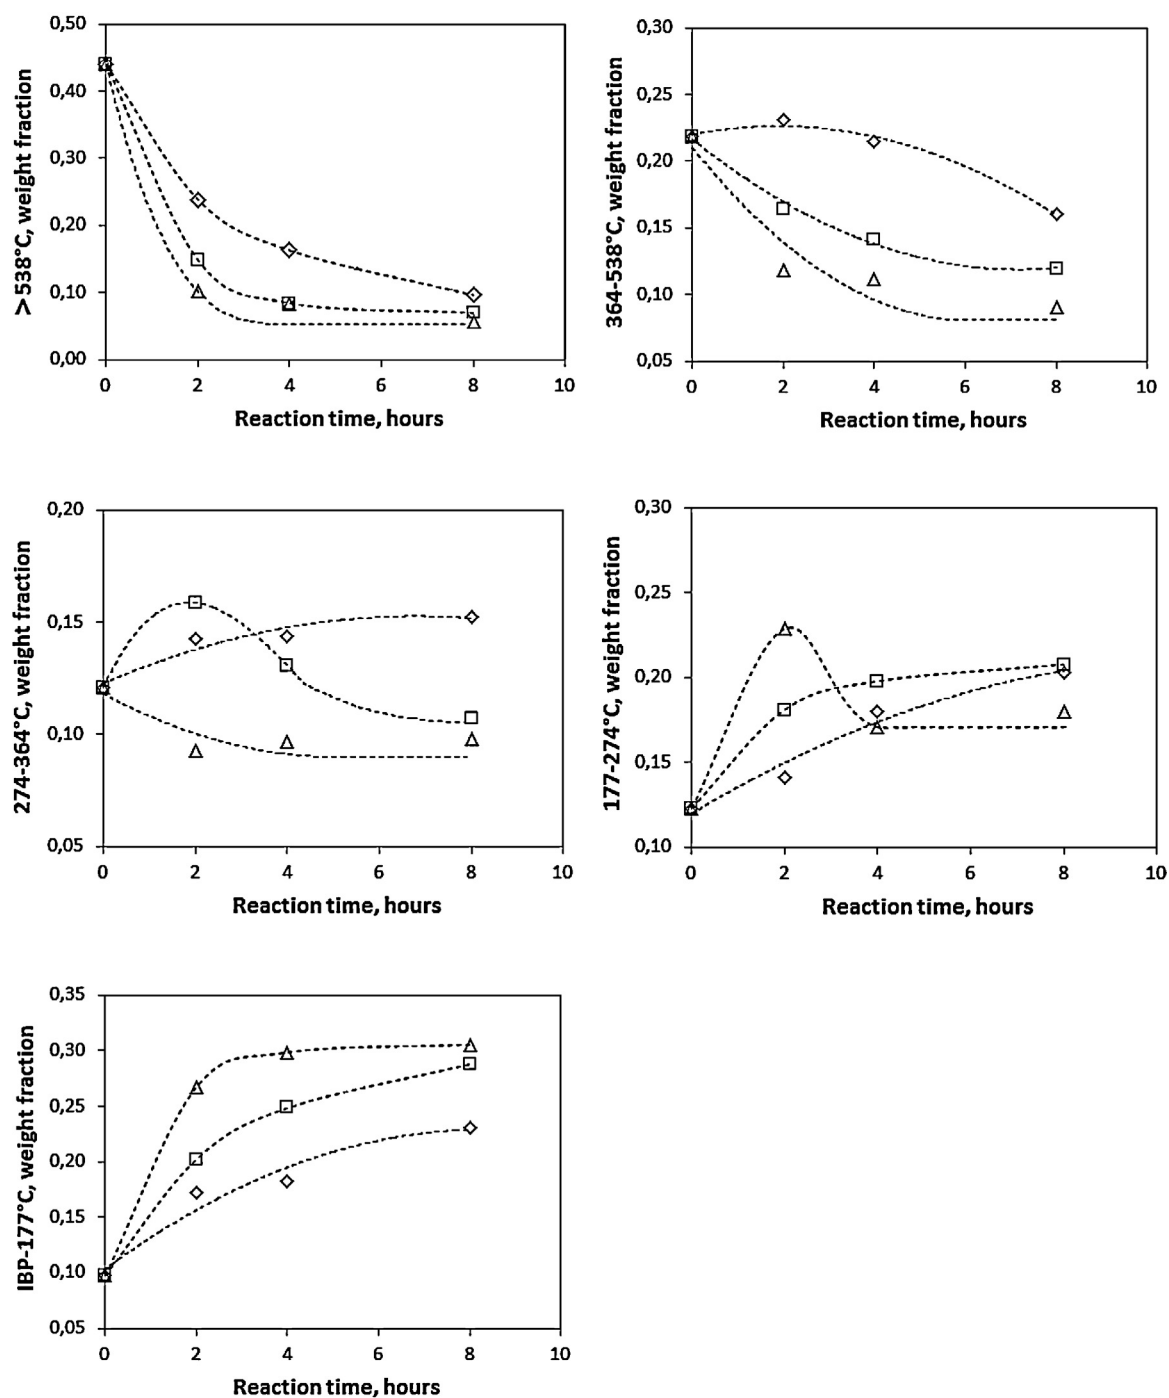 0,50
0,40
0,30
0,20
0,10
0,00
>538°C, weight fraction
0 2 4 6 8 10
Reaction time, hours
0,30
0,25
0,20
0,15
0,10
0,05
364-538°C, weight fraction
0 2 4 6 8 10
Reaction time, hours
0,20
0,15
0,10
0,05
274-364°C, weight fraction
0 2 4 6 8 10
Reaction time, hours
0,30
0,25
0,20
0,15
0,10
177-274°C, weight fraction
0 2 4 6 8 10
Reaction time, hours
0,35
0,30
0,25
0,20
0,15
0,10
0,05
IBP-177°C, weight fraction
0 2 4 6 8 10
Reaction time, hours